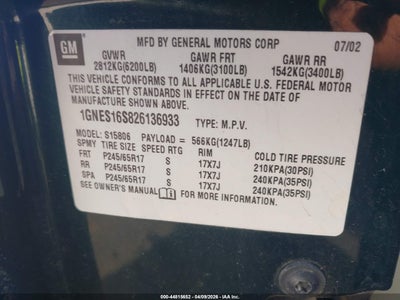 GM
MFD BY GENERAL MOTORS CORP 07/02
GVWR GAWR FRT GAWR RR
2812KG(6200LB) 1406KG(3100LB) 1542KG(3400LB)
THIS VEHICLE CONFORMS TO ALL APPLICABLE U.S. FEDERAL MOTOR
VEHICLE SAFETY STANDARDS IN EFFECT ON THE DATE OF
MANUFACTURE SHOWN ABOVE.
1GNES16S826136933 TYPE: M.P.V.
MODEL: S15806 PAYLOAD = 566KG(1247LB)
SPMY TIRE SIZE SPEED RTG RIM COLD TIRE PRESSURE
FRT P245/65R17 S 17X7J 210KPA(30PSI)
RR P245/65R17 S 17X7J 240KPA(35PSI)
SPA P245/65R17 S 17X7J 240KPA(35PSI)
SEE OWNER'S MANUAL FOR MORE INFORMATION.
000-44815652 - 04/09/2026 - IAA Holdings, LLC